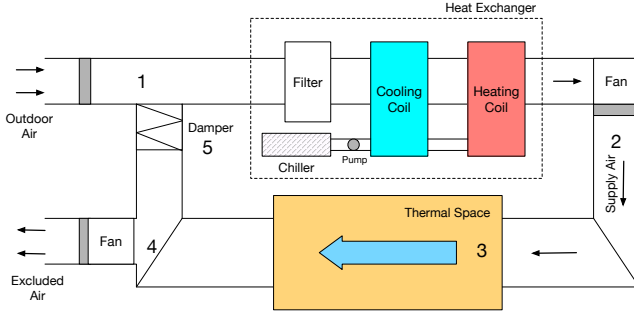 Heat Exchanger
1
Filter
Cooling
Coil
Heating
Coil
Fan
Outdoor
Air
Damper
5
Chiller
Pump
2
Supply Air
Thermal Space
Fan
4
3
Excluded
Air